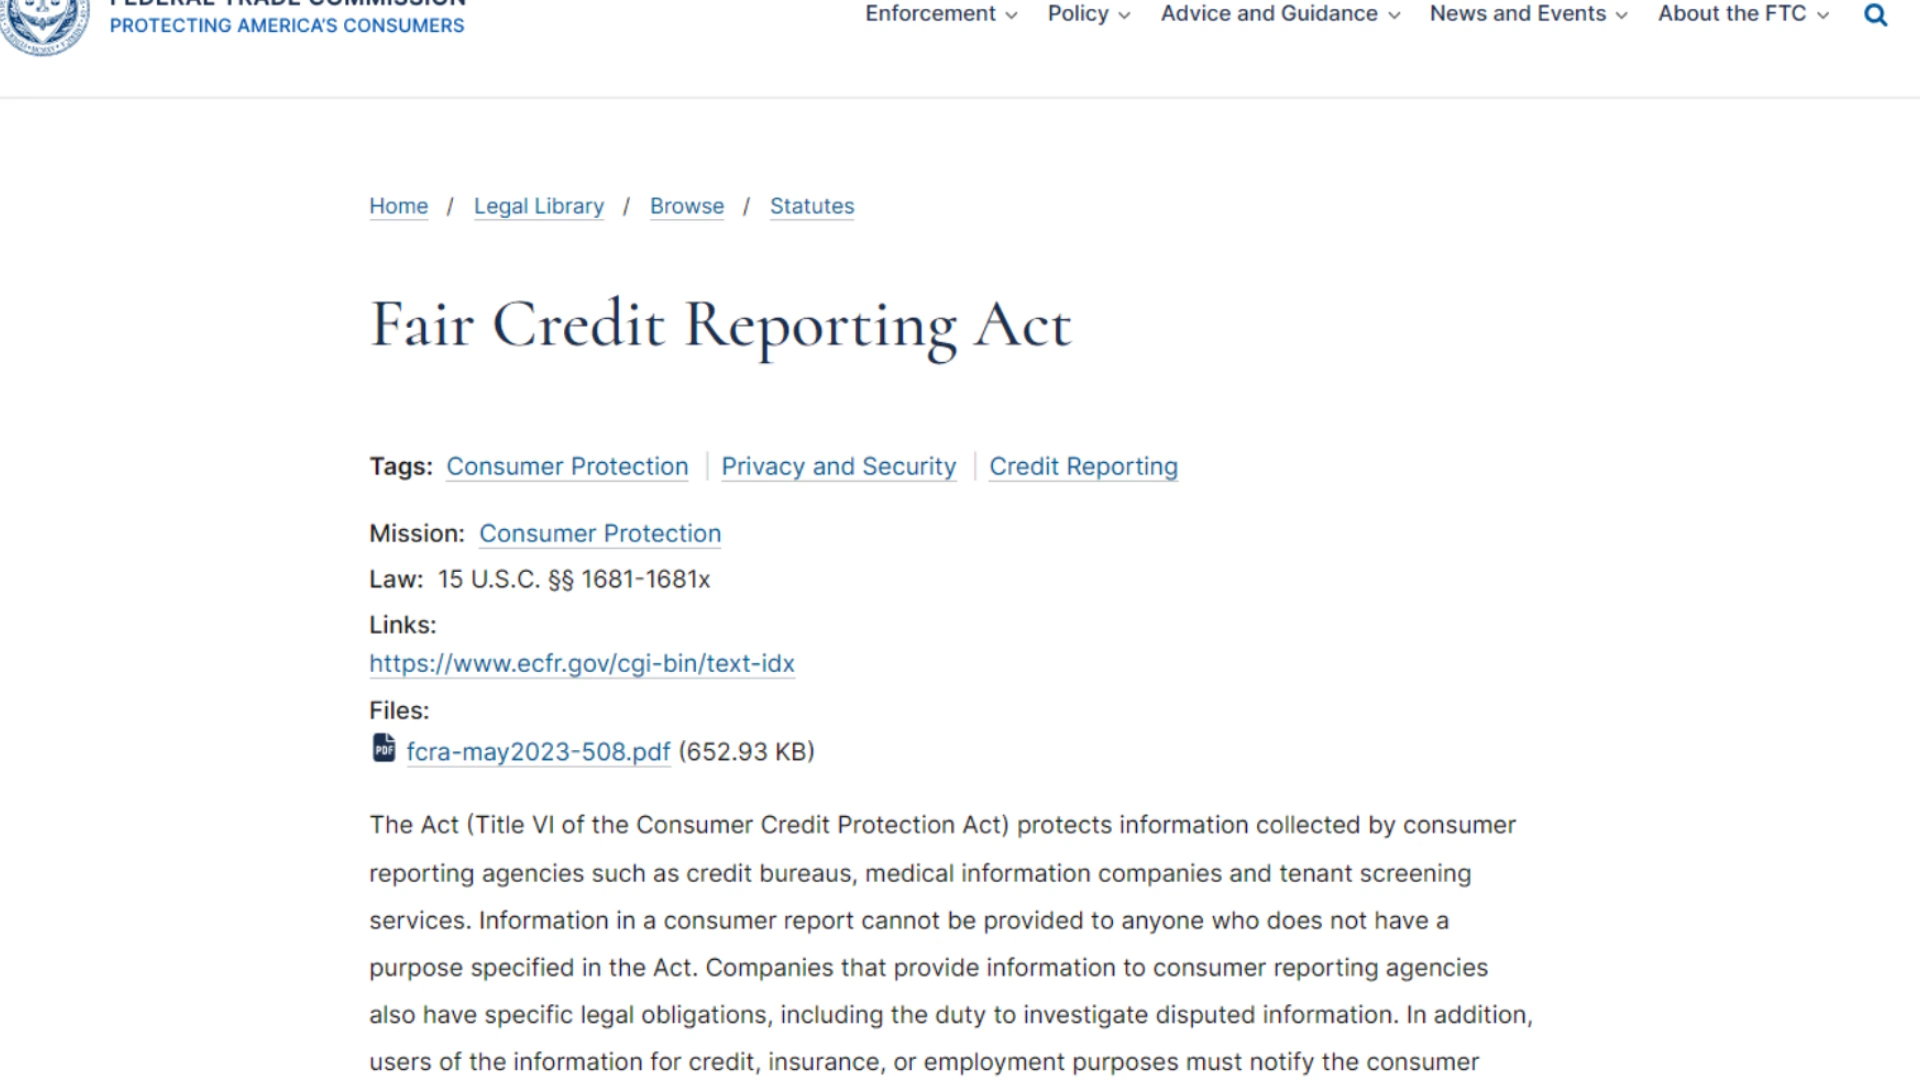 FEDERAL TRADE COMMISSION
PROTECTING AMERICA'S CONSUMERS
Enforcement Policy Advice and Guidance News and Events About the FTC
Home / Legal Library / Browse / Statutes
Fair Credit Reporting Act
Tags: Consumer Protection | Privacy and Security | Credit Reporting
Mission: Consumer Protection
Law: 15 U.S.C. §§ 1681-1681x
Links:
https://www.ecfr.gov/cgi-bin/text-idx
Files:
PDF fcra-may2023-508.pdf (652.93 KB)
The Act (Title VI of the Consumer Credit Protection Act) protects information collected by consumer
reporting agencies such as credit bureaus, medical information companies and tenant screening
services. Information in a consumer report cannot be provided to anyone who does not have a
purpose specified in the Act. Companies that provide information to consumer reporting agencies
also have specific legal obligations, including the duty to investigate disputed information. In addition,
users of the information for credit, insurance, or employment purposes must notify the consumer